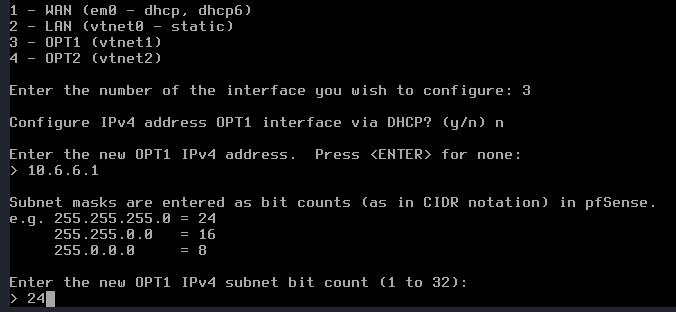 1 - WAN (em0 - dhcp, dhcp6)
2 - LAN (vtnet0 - static)
3 - OPT1 (vtnet1)
4 - OPT2 (vtnet2)
Enter the number of the interface you wish to configure: 3
Configure IPv4 address OPT1 interface via DHCP? (y/n) n
Enter the new OPT1 IPv4 address.  Press <ENTER> for none:
> 10.6.6.1
Subnet masks are entered as bit counts (as in CIDR notation) in pfSense.
e.g. 255.255.255.0 = 24
     255.255.0.0   = 16
     255.0.0.0     = 8
Enter the new OPT1 IPv4 subnet bit count (1 to 32):
> 24